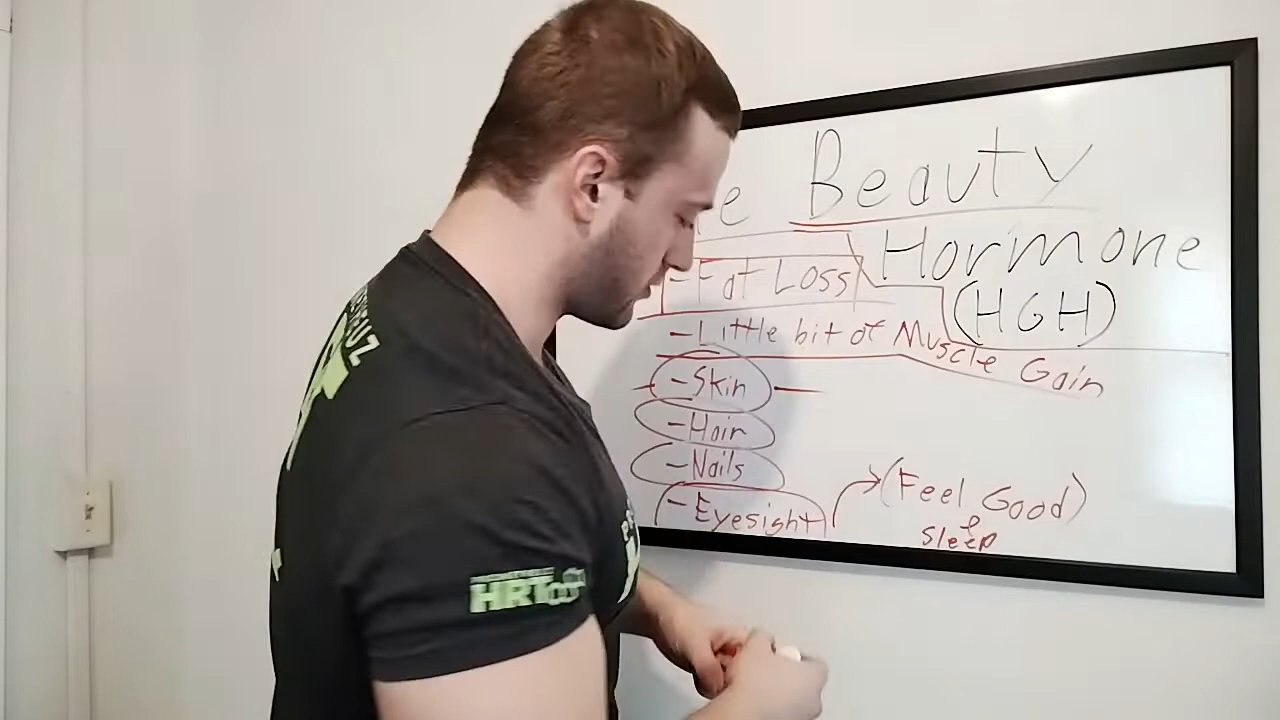 Beauty
Hormone
(HGH)
-Fat Loss
-Little bit of Muscle Gain
-Skin
-Hair
-Nails
-Eyesight
(Feel Good)
Sleep
HRT